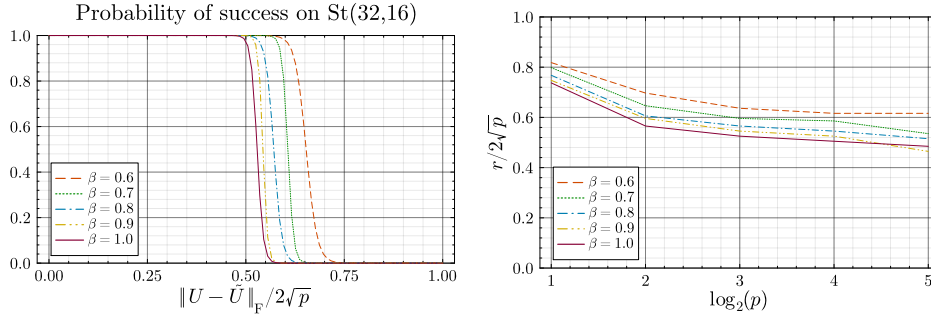 Probability of success on St(32,16)
1.0
0.8
0.6
0.4
0.2
0.0
β = 0.6
β = 0.7
β = 0.8
β = 0.9
β = 1.0
0.00 0.25 0.50 0.75 1.00
‖U − Ũ‖_F/2√p
r/2√p
1.0
0.8
0.6
0.4
0.2
0.0
β = 0.6
β = 0.7
β = 0.8
β = 0.9
β = 1.0
1 2 3 4 5
log₂(p)